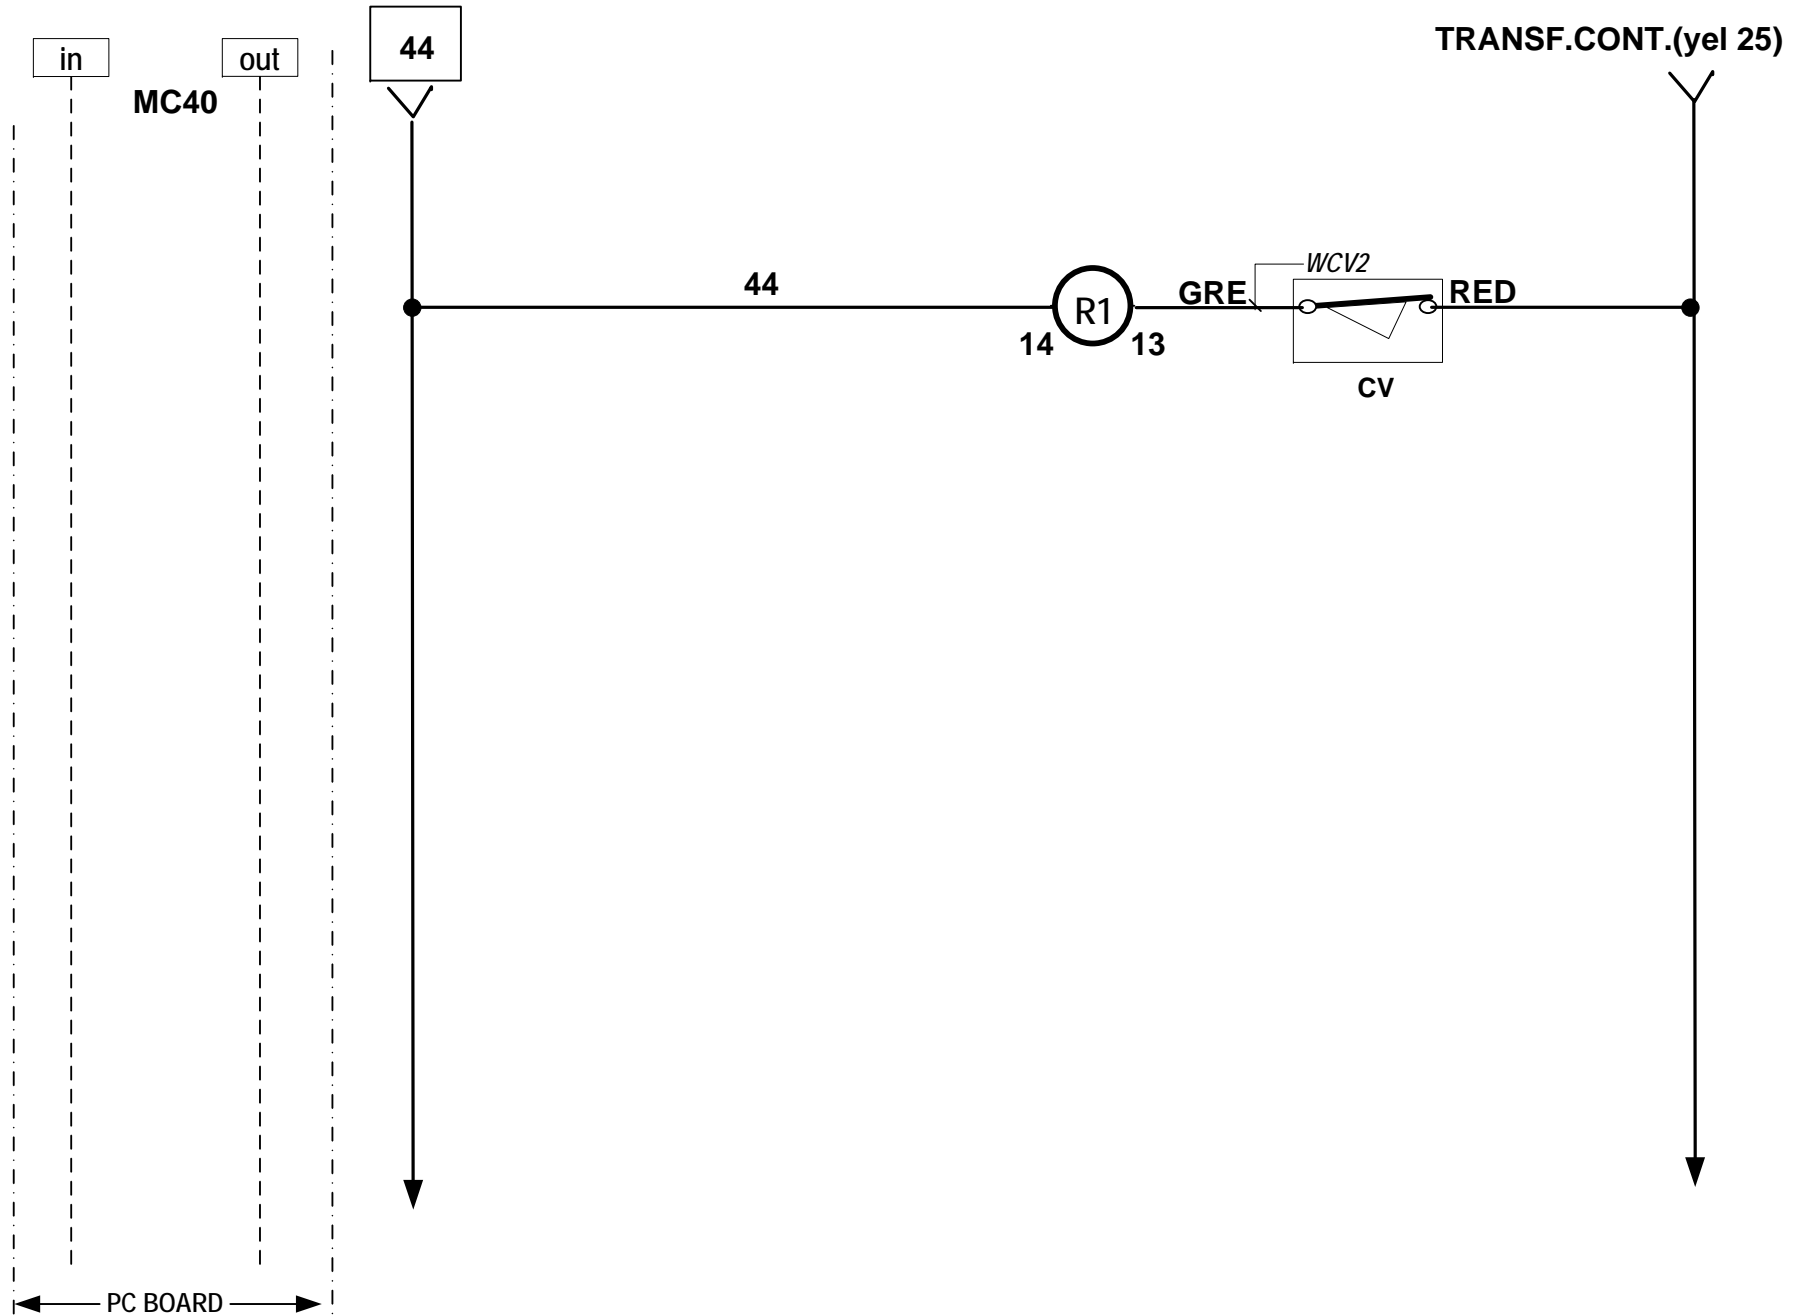 in
out
MC40
44
TRANSF.CONT.(yel 25)
44
R1
14
13
GRE
WCV2
RED
CV
PC BOARD